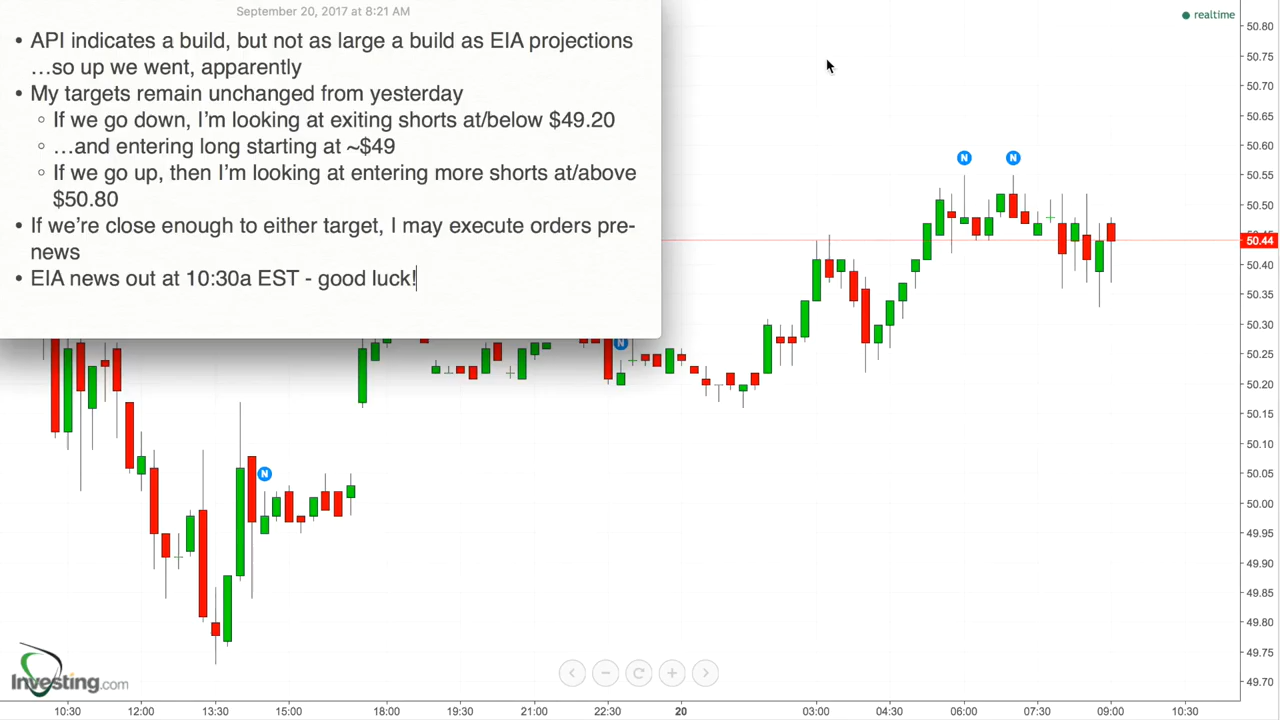 September 20, 2017 at 8:21 AM
realtime
• API indicates a build, but not as large a build as EIA projections
…so up we went, apparently
• My targets remain unchanged from yesterday
◦ If we go down, I'm looking at exiting shorts at/below $49.20
◦ …and entering long starting at ~$49
◦ If we go up, then I'm looking at entering more shorts at/above
$50.80
• If we're close enough to either target, I may execute orders pre-
news
• EIA news out at 10:30a EST - good luck!
50.80
50.75
50.70
50.65
50.60
50.55
50.50
50.44
50.40
50.35
50.30
50.25
50.20
50.15
50.10
50.05
50.00
49.95
49.90
49.85
49.80
49.75
49.70
N
N
N
N
Investing.com
10:30 12:00 13:30 15:00 18:00 19:30 21:00 22:30 20 03:00 04:30 06:00 07:30 09:00 10:30